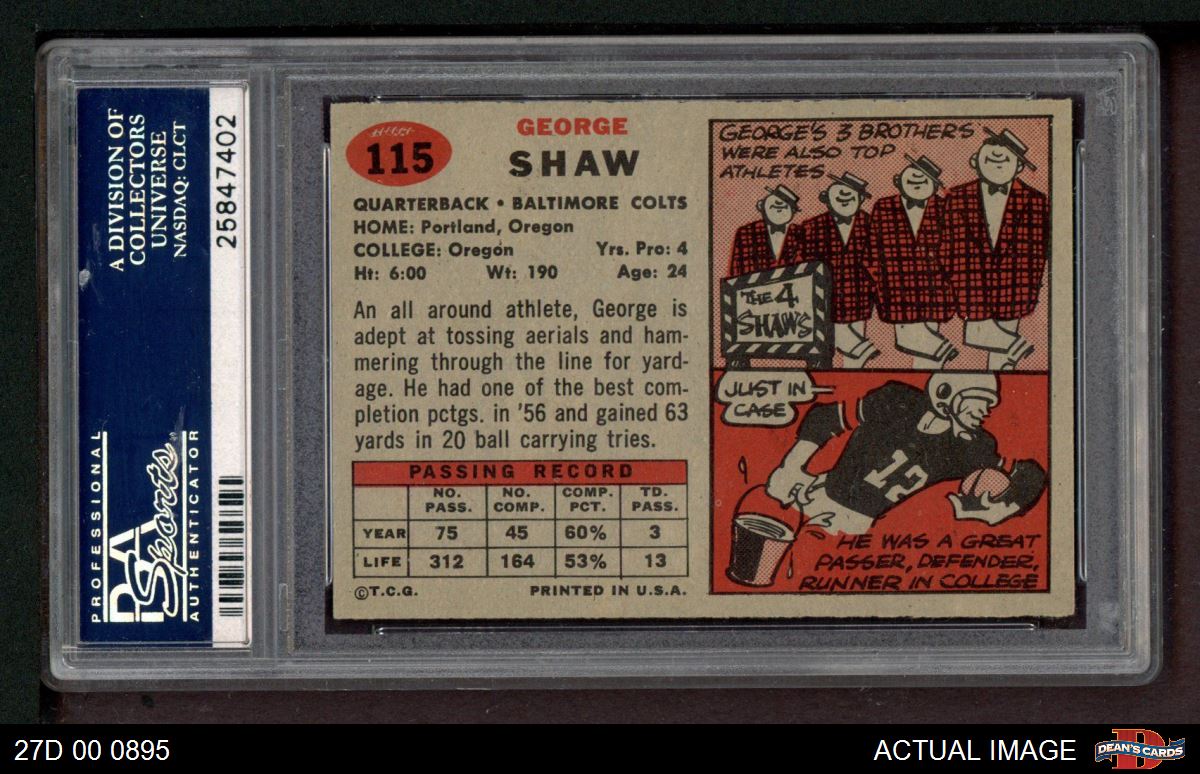 A DIVISION OF
COLLECTORS
UNIVERSE
NASDAQ: CLCT
25847402
PROFESSIONAL
PSA
Sports
AUTHENTICATOR
115
GEORGE
SHAW
QUARTERBACK • BALTIMORE COLTS
HOME: Portland, Oregon
COLLEGE: Oregon Yrs. Pro: 4
Ht: 6:00 Wt: 190 Age: 24
An all around athlete, George is
adept at tossing aerials and ham-
mering through the line for yard-
age. He had one of the best com-
pletion pctgs. in '56 and gained 63
yards in 20 ball carrying tries.
PASSING RECORD
NO. PASS. NO. COMP. COMP. PCT. TD. PASS.
YEAR 75 45 60% 3
LIFE 312 164 53% 13
©T.C.G. PRINTED IN U.S.A.
GEORGE'S 3 BROTHERS
WERE ALSO TOP
ATHLETES.
THE 4
SHAWS
JUST IN
CASE
12
HE WAS A GREAT
PASSER, DEFENDER,
RUNNER IN COLLEGE
27D 00 0895
ACTUAL IMAGE
DEAN'S CARDS